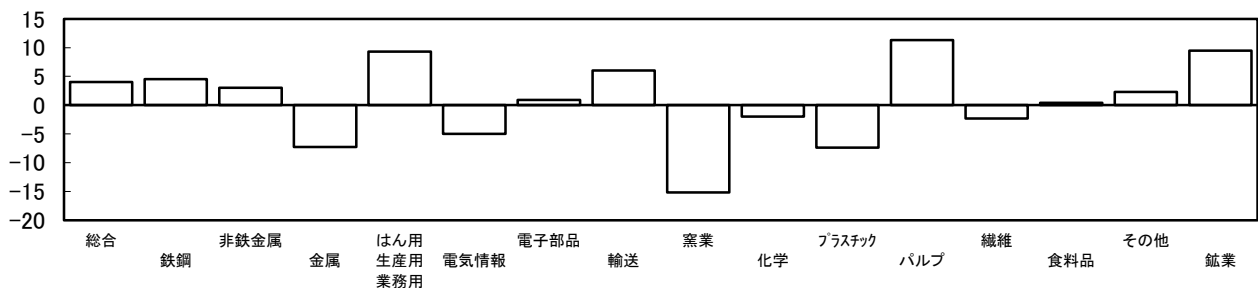 15
10
5
0
-5
-10
-15
-20
総合
鉄鋼
非鉄金属
金属
はん用
生産用
業務用
電気情報
電子部品
輸送
窯業
化学
ﾌﾟﾗｽﾁｯｸ
パルプ
繊維
食料品
その他
鉱業